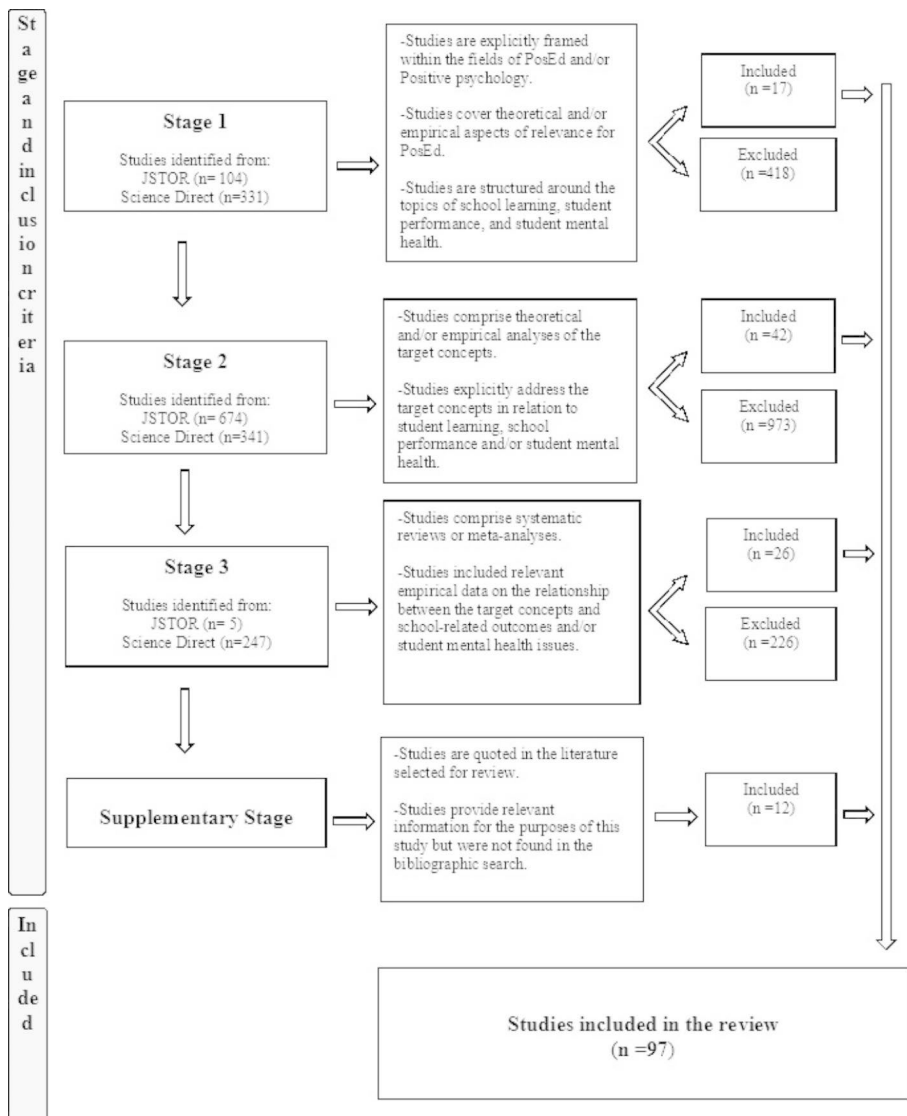 St
a
ge
a
n
d
in
cl
us
io
n
cr
it
er
ia
Stage 1
Studies identified from:
JSTOR (n= 104)
Science Direct (n=331)
-Studies are explicitly framed
within the fields of PosEd and/or
Positive psychology.
-Studies cover theoretical and/or
empirical aspects of relevance for
PosEd.
-Studies are structured around the
topics of school learning, student
performance, and student mental
health.
Included
(n =17)
Excluded
(n =418)
Stage 2
Studies identified from:
JSTOR (n= 674)
Science Direct (n=341)
-Studies comprise theoretical
and/or empirical analyses of the
target concepts.
-Studies explicitly address the
target concepts in relation to
student learning, school
performance and/or student mental
health.
Included
(n =42)
Excluded
(n =973)
Stage 3
Studies identified from:
JSTOR (n= 5)
Science Direct (n=247)
-Studies comprise systematic
reviews or meta-analyses.
-Studies included relevant
empirical data on the relationship
between the target concepts and
school-related outcomes and/or
student mental health issues.
Included
(n =26)
Excluded
(n =226)
Supplementary Stage
-Studies are quoted in the literature
selected for review.
-Studies provide relevant
information for the purposes of this
study but were not found in the
bibliographic search.
Included
(n =12)
In
cl
u
de
d
Studies included in the review
(n =97)